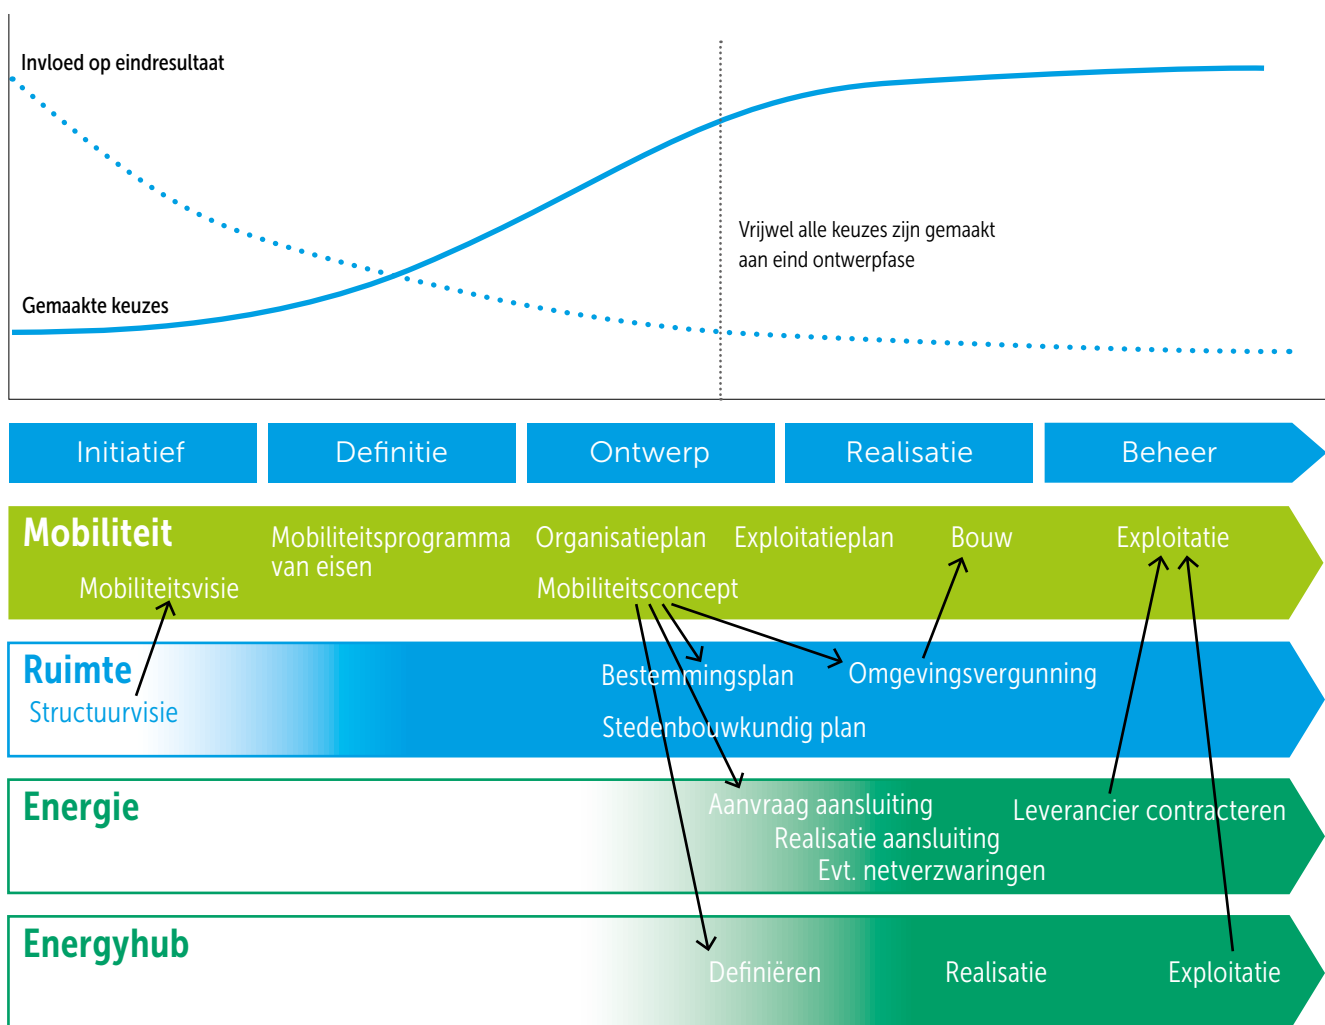 Invloed op eindresultaat
Vrijwel alle keuzes zijn gemaakt
aan eind ontwerpfase
Gemaakte keuzes
Initiatief
Definitie
Ontwerp
Realisatie
Beheer
Mobiliteit
Mobiliteitsvisie
Mobiliteitsprogramma
van eisen
Organisatieplan
Mobiliteitsconcept
Exploitatieplan
Bouw
Exploitatie
Ruimte
Structuurvisie
Bestemmingsplan
Stedenbouwkundig plan
Omgevingsvergunning
Energie
Aanvraag aansluiting
Realisatie aansluiting
Evt. netverzwaringen
Leverancier contracteren
Energyhub
Definiëren
Realisatie
Exploitatie